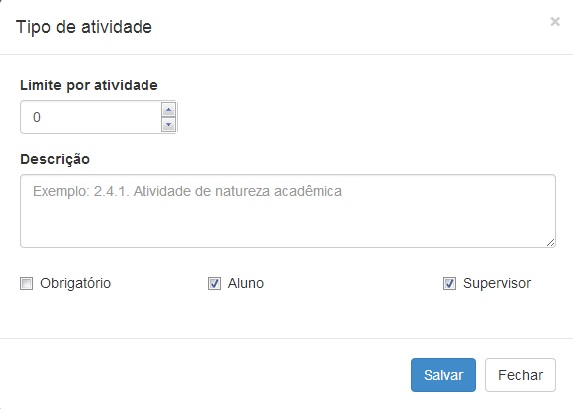 Tipo de atividade
×
Limite por atividade
0
Descrição
Exemplo: 2.4.1. Atividade de natureza acadêmica
Obrigatório Aluno Supervisor
Salvar Fechar